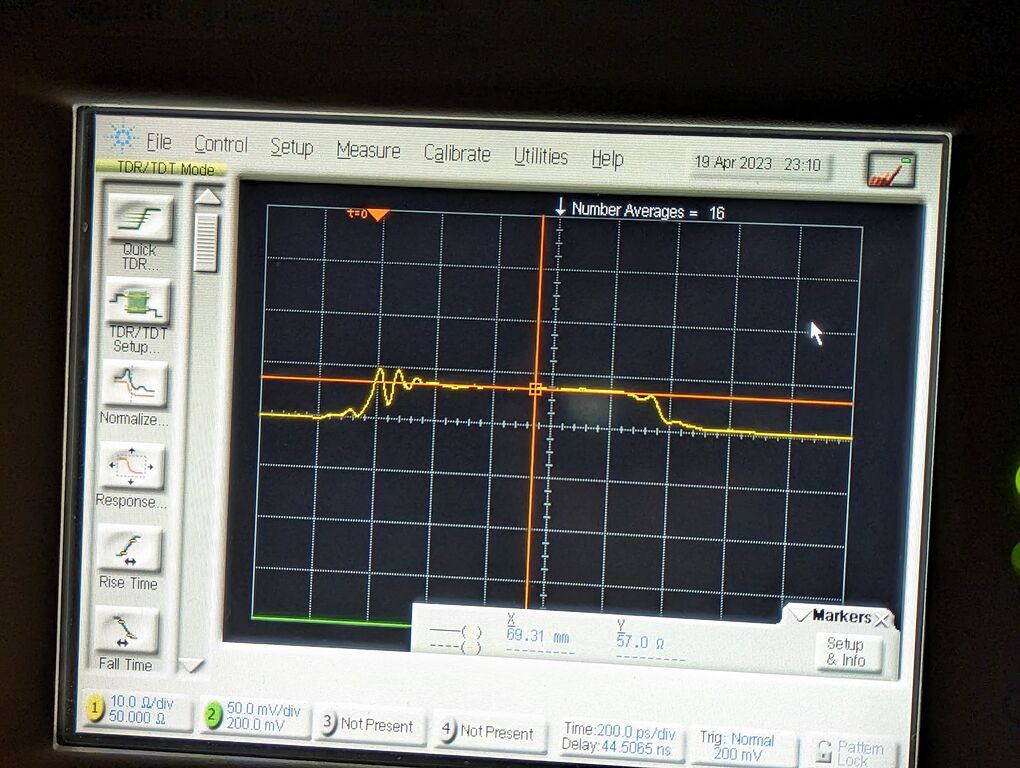 File Control Setup Measure Calibrate Utilities Help
19 Apr 2023 23:10
TDR/TDT Mode
t=0
Number Averages = 16
Quick
TDR...
TDR/TDT
Setup...
Normalize...
Response...
Rise Time
Fall Time
Markers
X
69.31 mm
Y
57.0 Ω
Setup
& Info
1
10.0 Ω/div
50.000 Ω
2
50.0 mV/div
200.0 mV
3 Not Present
4 Not Present
Time:200.0 ps/div
Delay:44.5065 ns
Trig: Normal
200 mV
Pattern
Lock